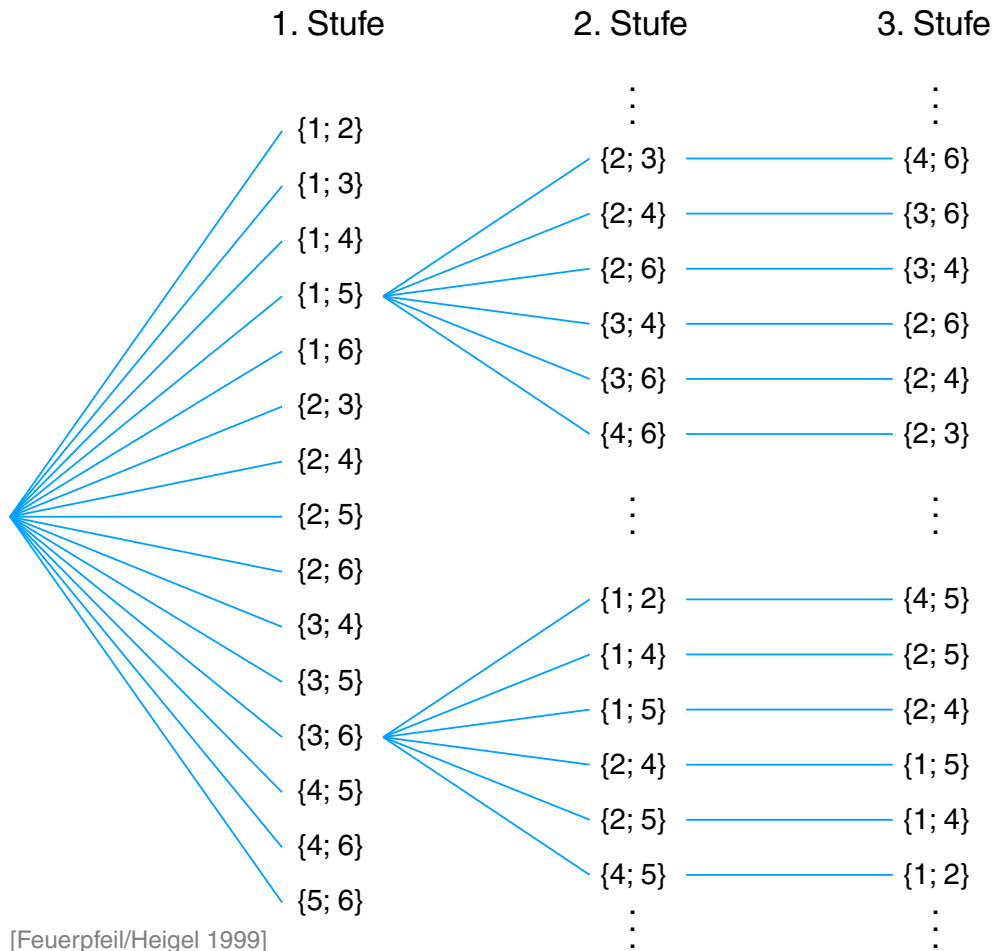 1. Stufe 2. Stufe 3. Stufe
⋮ ⋮
{1; 2}
{2; 3} {4; 6}
{1; 3}
{2; 4} {3; 6}
{1; 4}
{2; 6} {3; 4}
{1; 5}
{3; 4} {2; 6}
{1; 6}
{3; 6} {2; 4}
{2; 3}
{4; 6} {2; 3}
{2; 4}
{2; 5}
⋮ ⋮
{2; 6}
{1; 2} {4; 5}
{3; 4}
{1; 4} {2; 5}
{3; 5}
{1; 5} {2; 4}
{3; 6}
{2; 4} {1; 5}
{4; 5}
{2; 5} {1; 4}
{4; 6}
{4; 5} {1; 2}
{5; 6}
⋮ ⋮
[Feuerpfeil/Heigel 1999]